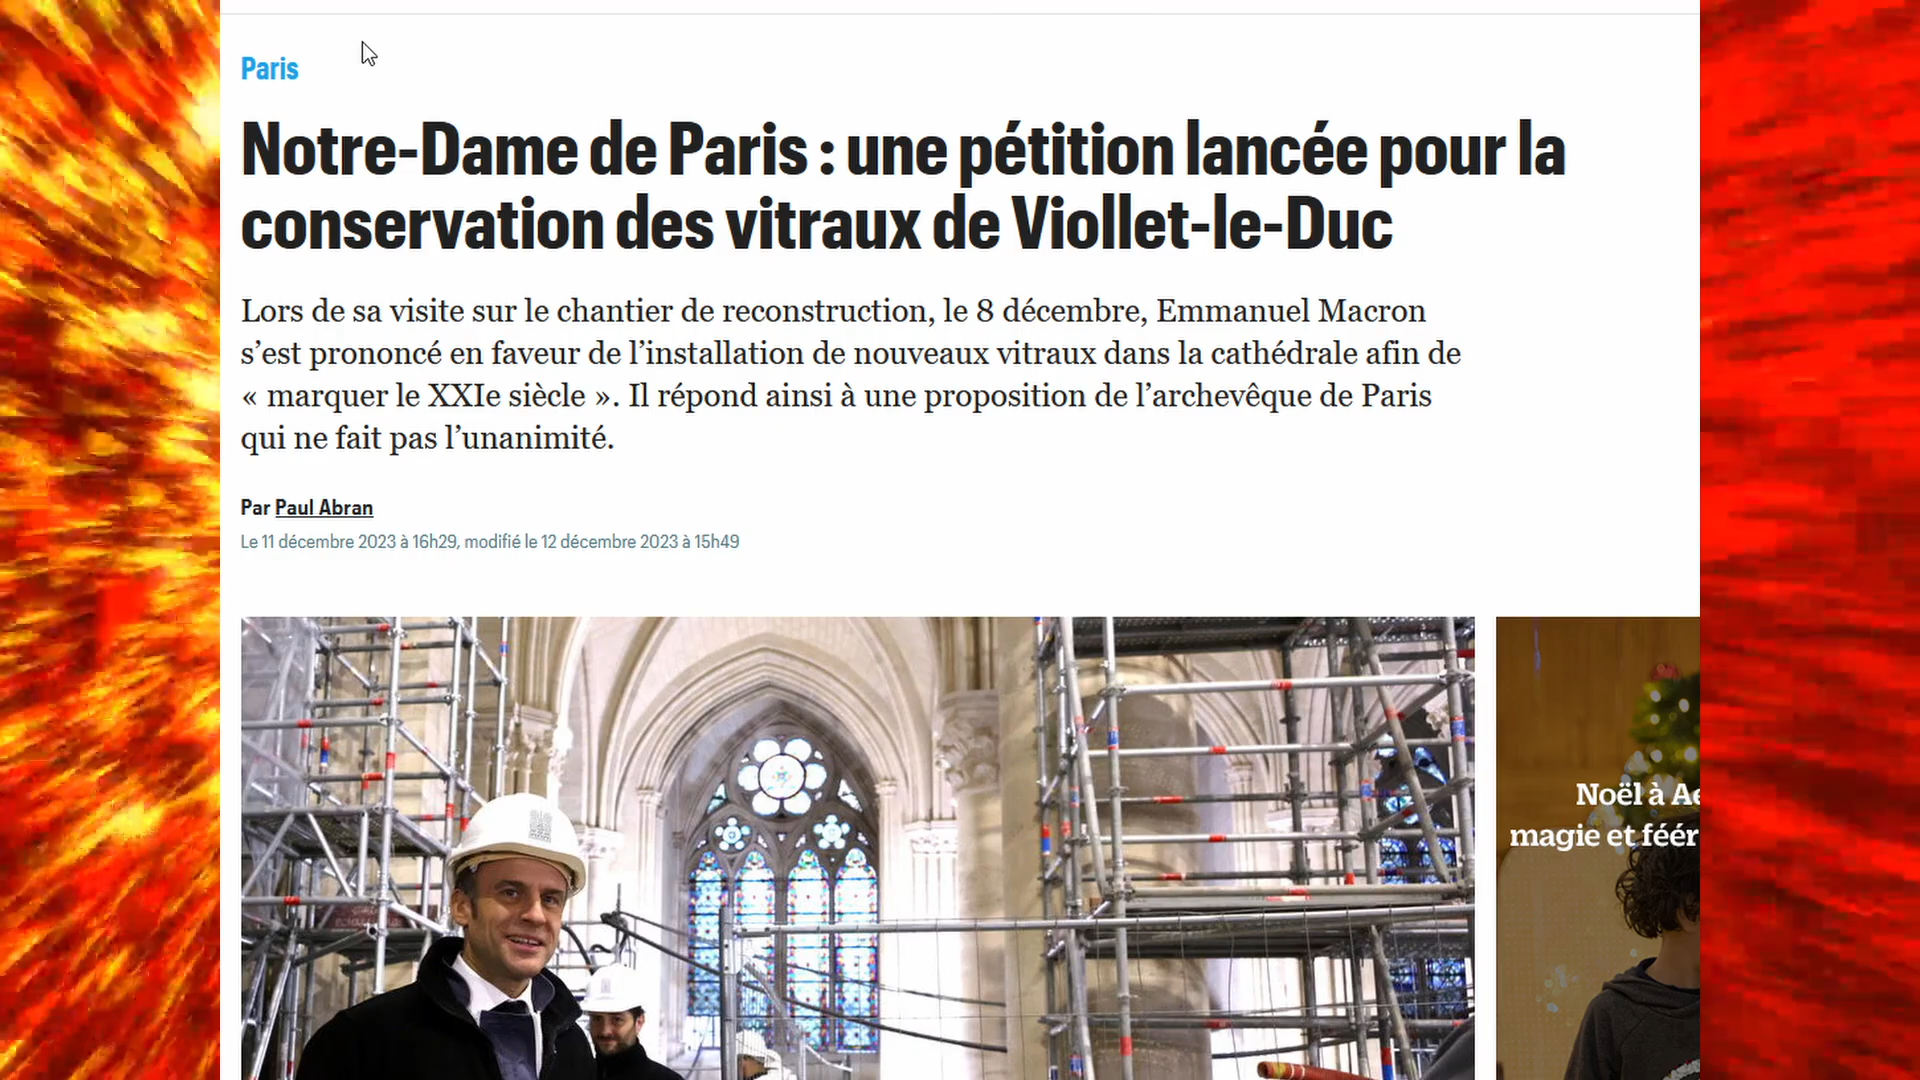 Paris
Notre-Dame de Paris : une pétition lancée pour la
conservation des vitraux de Viollet-le-Duc
Lors de sa visite sur le chantier de reconstruction, le 8 décembre, Emmanuel Macron
s’est prononcé en faveur de l’installation de nouveaux vitraux dans la cathédrale afin de
« marquer le XXIe siècle ». Il répond ainsi à une proposition de l’archevêque de Paris
qui ne fait pas l’unanimité.
Par Paul Abran
Le 11 décembre 2023 à 16h29, modifié le 12 décembre 2023 à 15h49
Noël à
magie et